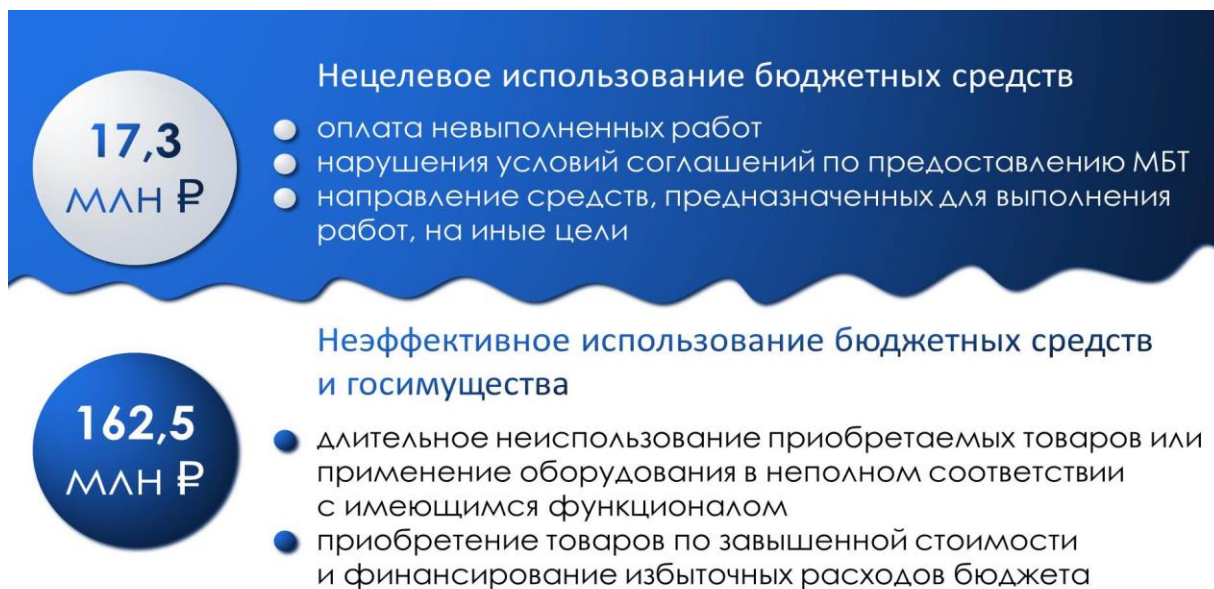 Нецелевое использование бюджетных средств
17,3
млн ₽
оплата невыполненных работ
нарушения условий соглашений по предоставлению МБТ
направление средств, предназначенных для выполнения
работ, на иные цели
Неэффективное использование бюджетных средств
и госимущества
162,5
млн ₽
длительное неиспользование приобретаемых товаров или
применение оборудования в неполном соответствии
с имеющимся функционалом
приобретение товаров по завышенной стоимости
и финансирование избыточных расходов бюджета